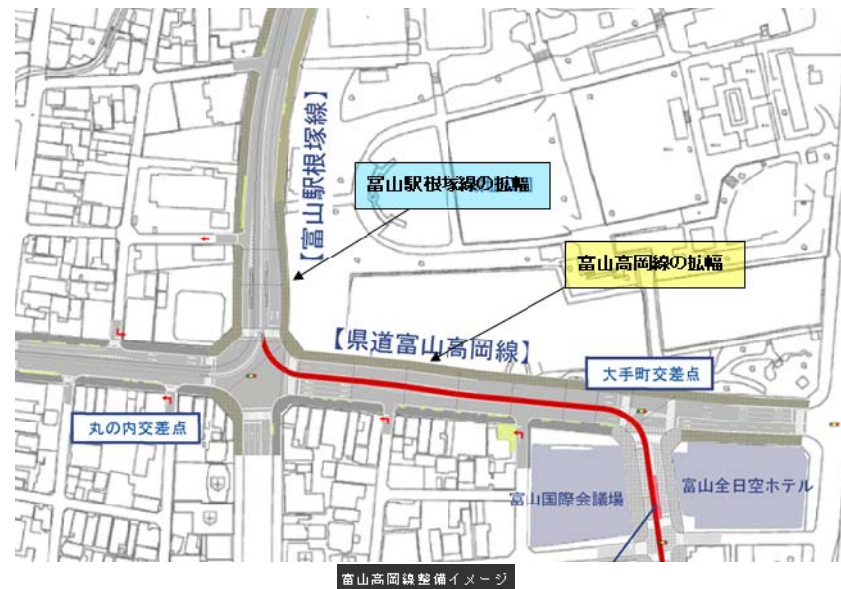 【富山駅根塚線】
富山駅根塚線の拡幅
富山高岡線の拡幅
【県道富山高岡線】
大手町交差点
丸の内交差点
富山国際会議場
富山全日空ホテル
富山高岡線整備イメージ